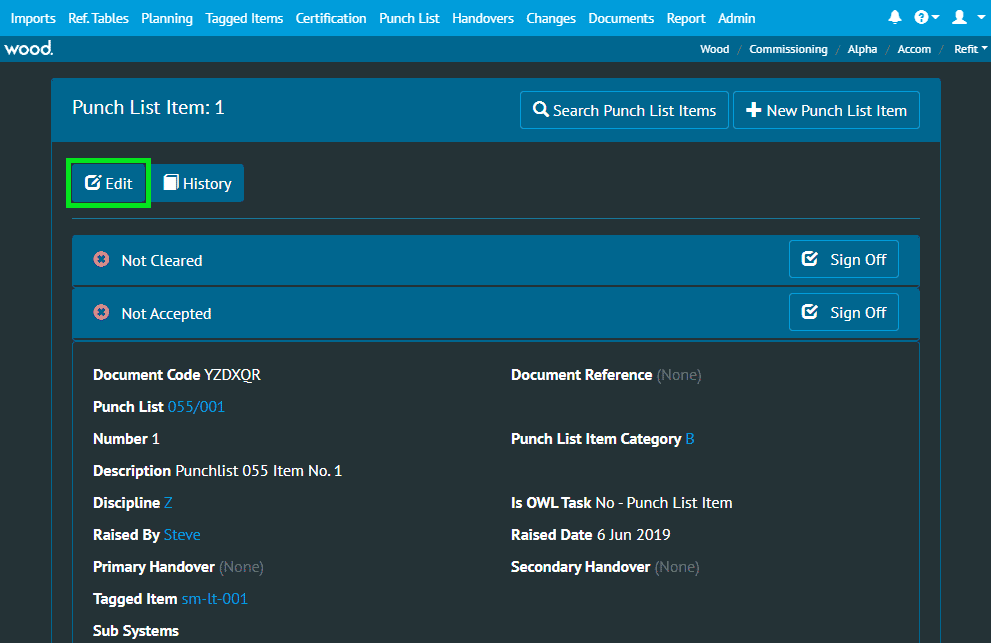 Imports Ref. Tables Planning Tagged Items Certification Punch List Handovers Changes Documents Report Admin
wood. Wood / Commissioning / Alpha / Accom / Refit
Punch List Item: 1 Search Punch List Items New Punch List Item
Edit History
Not Cleared Sign Off
Not Accepted Sign Off
Document Code YZDXQR Document Reference (None)
Punch List 055/001
Number 1 Punch List Item Category B
Description Punchlist 055 Item No. 1
Discipline Z Is OWL Task No - Punch List Item
Raised By Steve Raised Date 6 Jun 2019
Primary Handover (None) Secondary Handover (None)
Tagged Item sm-lt-001
Sub Systems